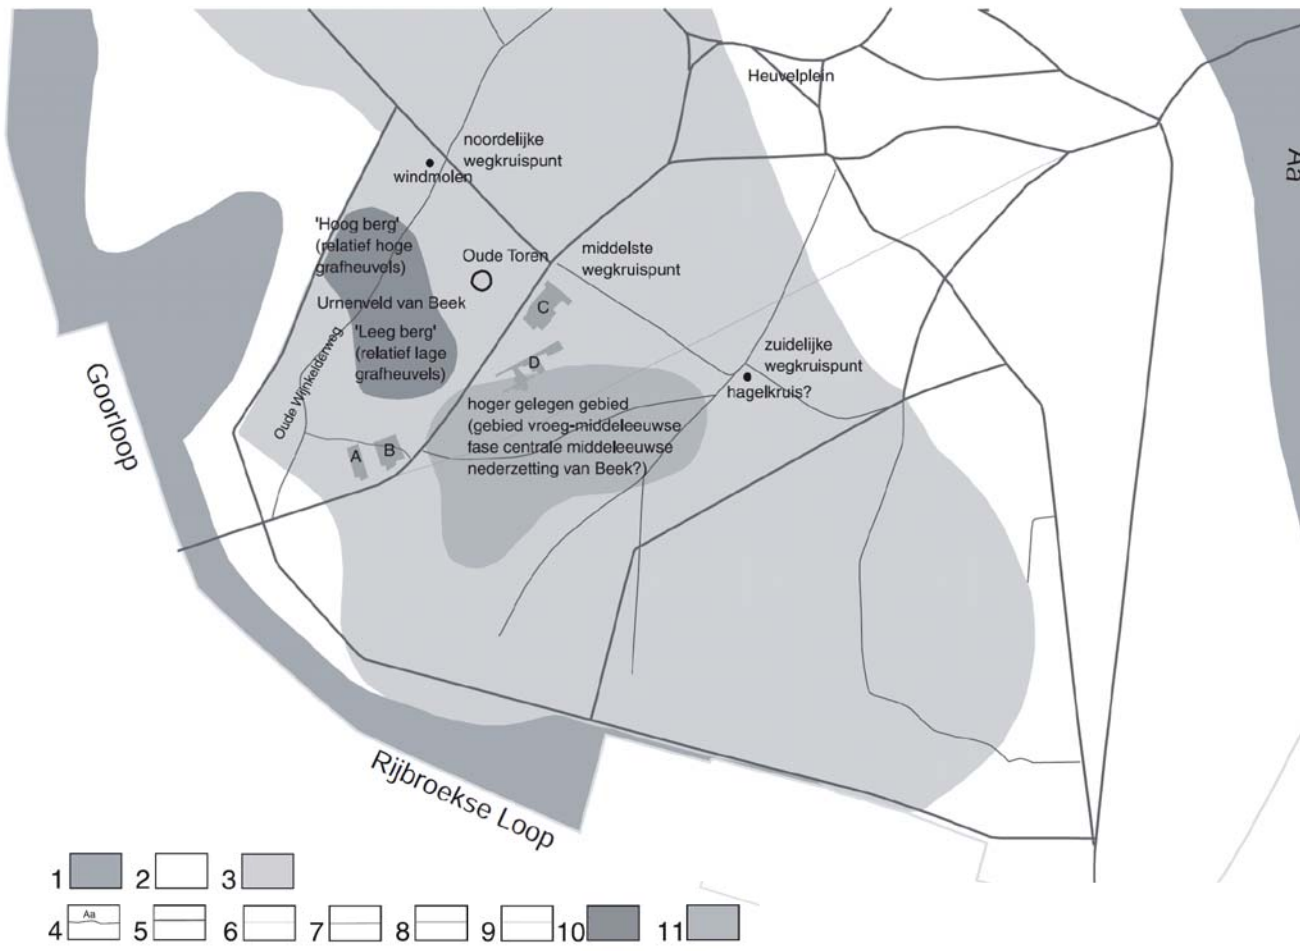 Heuvelplein
Aa
noordelijke
wegkruispunt
windmolen
'Hoog berg'
(relatief hoge
grafheuvels)
Oude Toren
middelste
wegkruispunt
Urnenveld van Beek
C
'Leeg berg'
(relatief lage
grafheuvels)
D
zuidelijke
wegkruispunt
hagelkruis?
Oude Wijnkelderweg
Goorloop
hoger gelegen gebied
(gebied vroeg-middeleeuwse
fase centrale middeleeuwse
nederzetting van Beek?)
A
B
Rijbroekse Loop
1 2 3
4 Aa 5 6 7 8 9 10 11